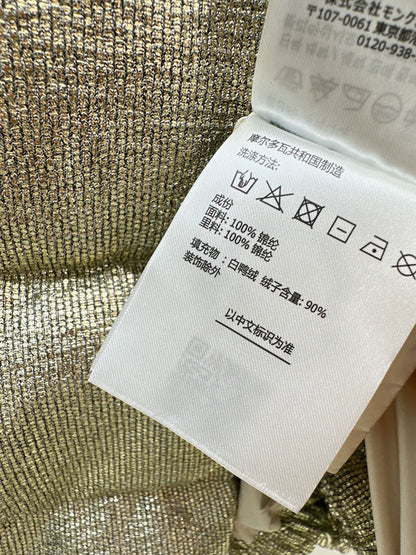 株式会社モンク
〒107-0061 東京都港
0120-938-
摩尔多瓦共和国制造
洗涤方法:
成份
面料: 100% 锦纶
里料: 100% 锦纶
填充物 : 白鸭绒 绒子含量: 90%
装饰除外
以中文标识为准